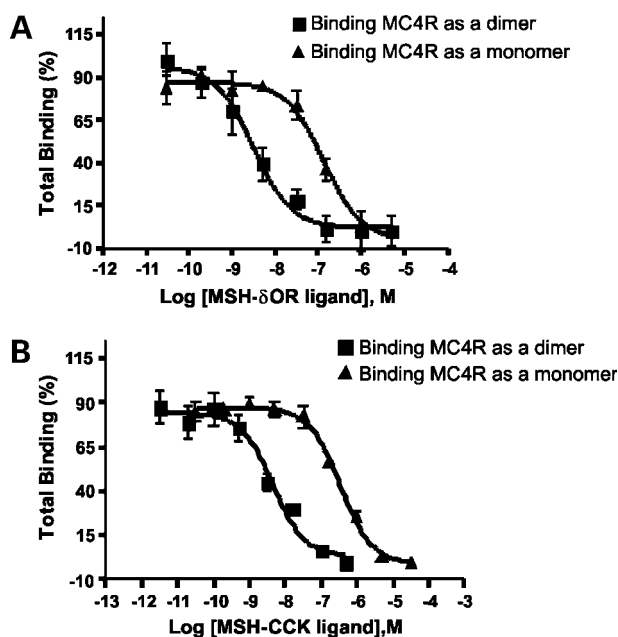 A
Binding MC4R as a dimer
Binding MC4R as a monomer
Total Binding (%)
115
90
65
40
15
-10
-12 -11 -10 -9 -8 -7 -6 -5 -4
Log [MSH-δOR ligand], M
B
Binding MC4R as a dimer
Binding MC4R as a monomer
Total Binding (%)
115
90
65
40
15
-10
-13 -12 -11 -10 -9 -8 -7 -6 -5 -4 -3
Log [MSH-CCK ligand],M